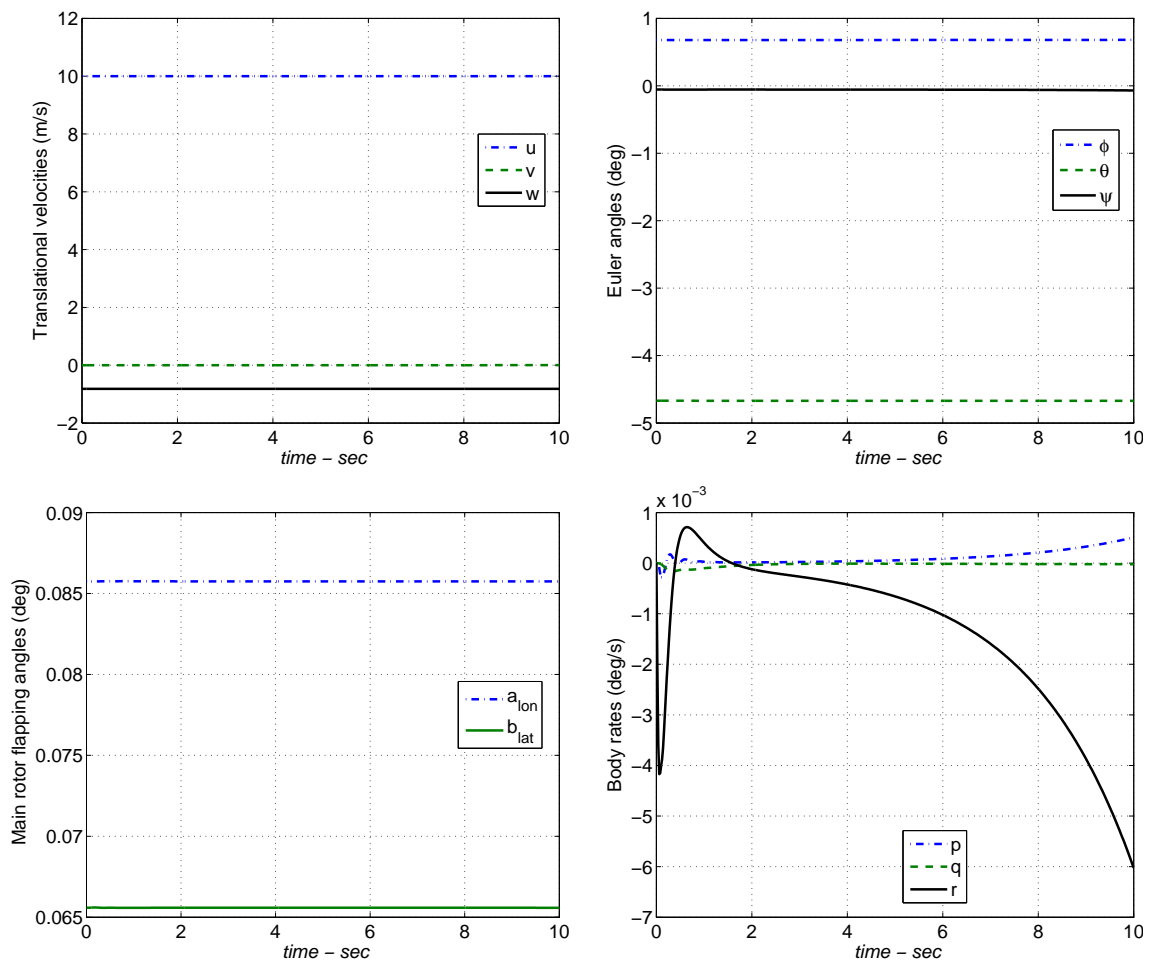 12
10
8
6
4
2
0
−2
Translational velocities (m/s)
u
v
w
0 2 4 6 8 10
time − sec
1
0
−1
−2
−3
−4
−5
Euler angles (deg)
ϕ
θ
ψ
0 2 4 6 8 10
time − sec
0.09
0.085
0.08
0.075
0.07
0.065
Main rotor flapping angles (deg)
a_lon
b_lat
0 2 4 6 8 10
time − sec
x 10^−3
1
0
−1
−2
−3
−4
−5
−6
−7
Body rates (deg/s)
p
q
r
0 2 4 6 8 10
time − sec